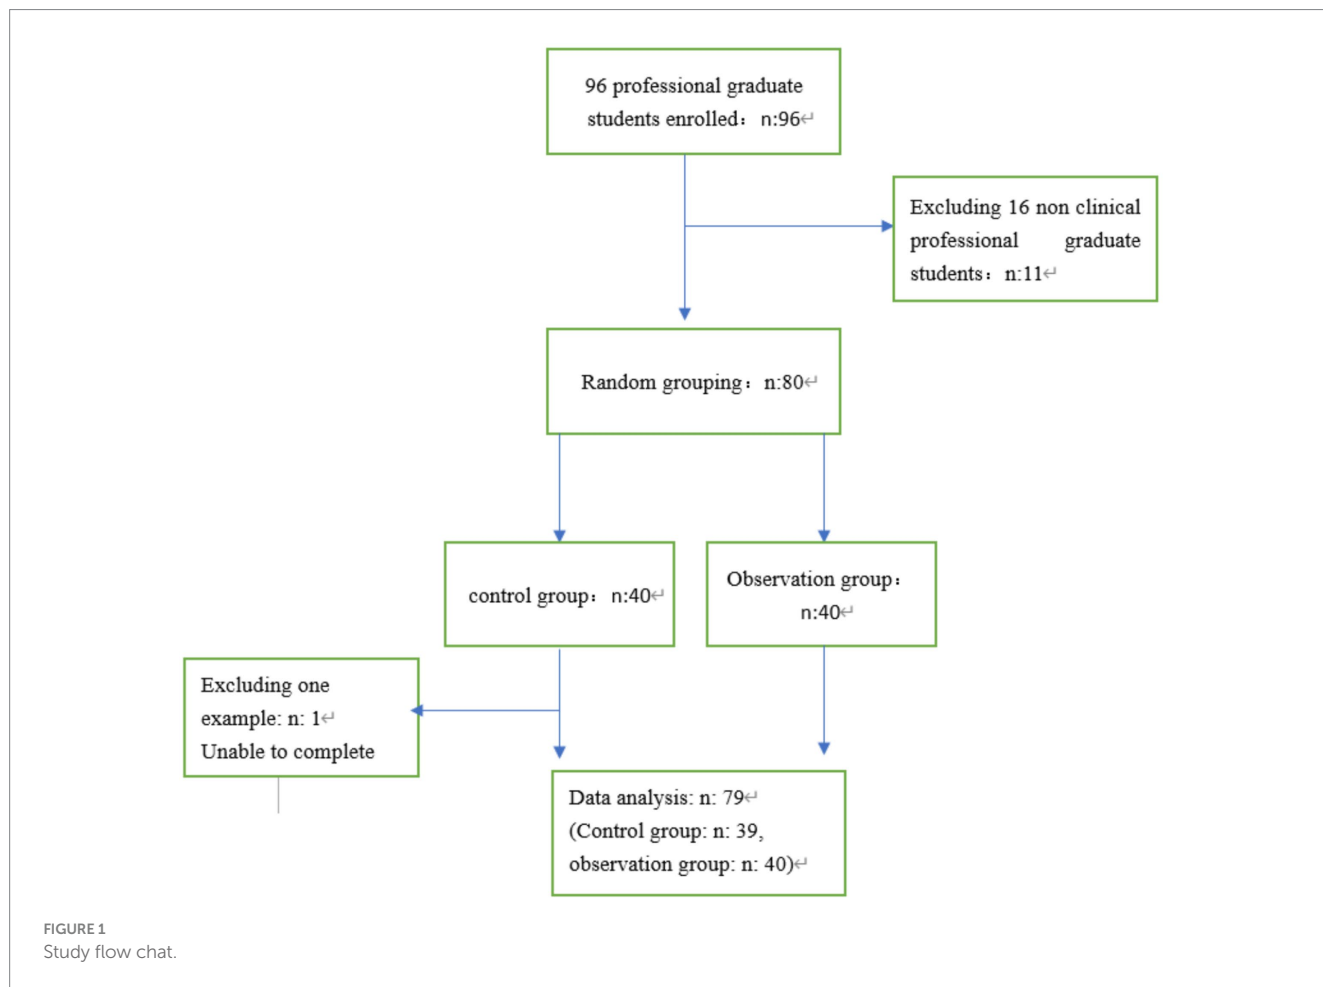 96 professional graduate
students enrolled：n:96↵
Excluding 16 non clinical
professional graduate
students：n:11↵
Random grouping：n:80↵
control group：n:40↵
Observation group：
n:40↵
Excluding one
example: n: 1↵
Unable to complete
Data analysis: n: 79↵
(Control group: n: 39,
observation group: n: 40)↵
FIGURE 1
Study flow chat.